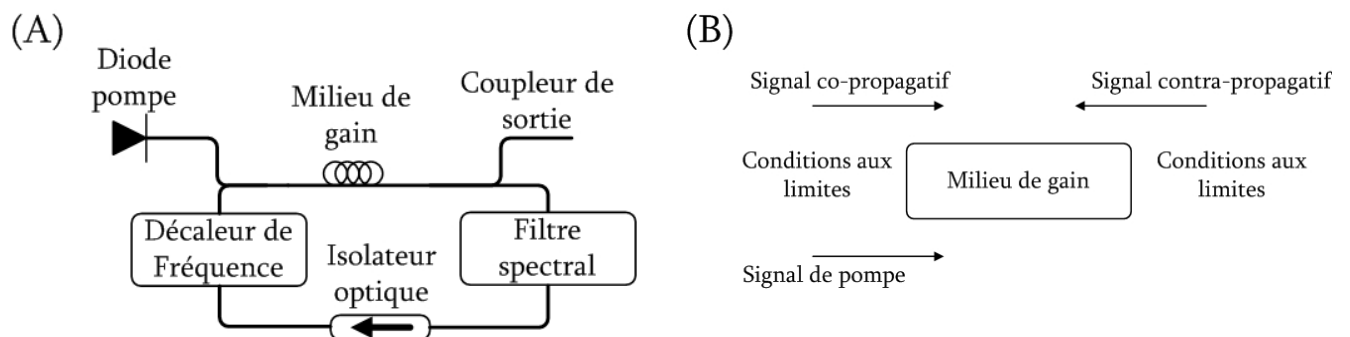 (A)
Diode
pompe
Milieu de
gain
Coupleur de
sortie
Décaleur de
Fréquence
Isolateur
optique
Filtre
spectral
(B)
Signal co-propagatif
Signal contra-propagatif
Conditions aux
limites
Milieu de gain
Conditions aux
limites
Signal de pompe